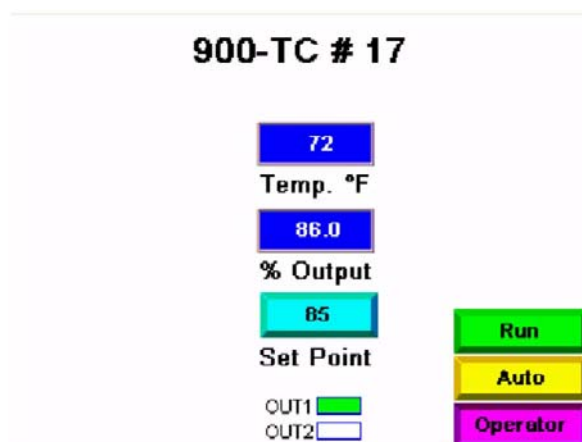 900-TC # 17
72
Temp. °F
86.0
% Output
85
Set Point
Run
Auto
OUT1
OUT2
Operator